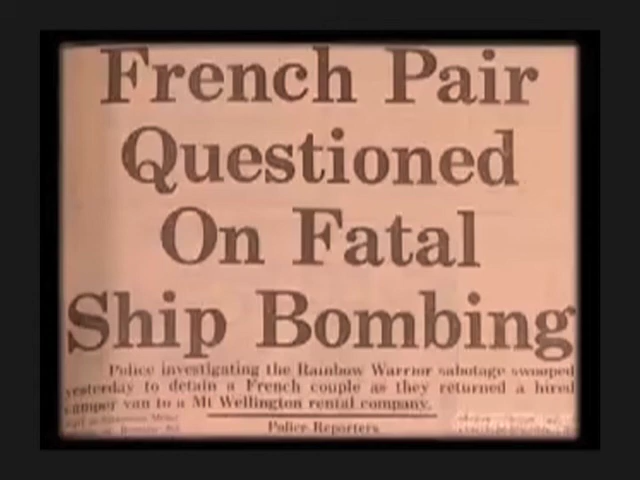 French Pair
Questioned
On Fatal
Ship Bombing
Police investigating the Rainbow Warrior sabotage swooped
yesterday to detain a French couple as they returned a hired
camper van to a Mt Wellington rental company.
Police Reporters